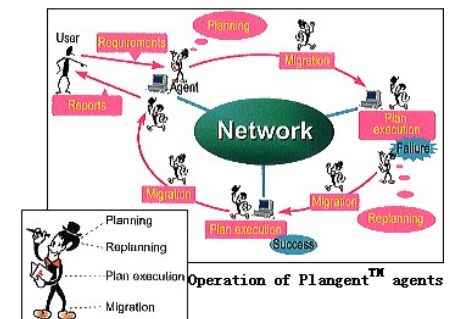 Planning
User
Requirements
Migration
Agent
Reports
Plan
execution
Network
Failure
Migration
Migration
Replanning
Plan execution
Success
Planning
Replanning
Plan execution
Migration
Operation of Plangent™ agents